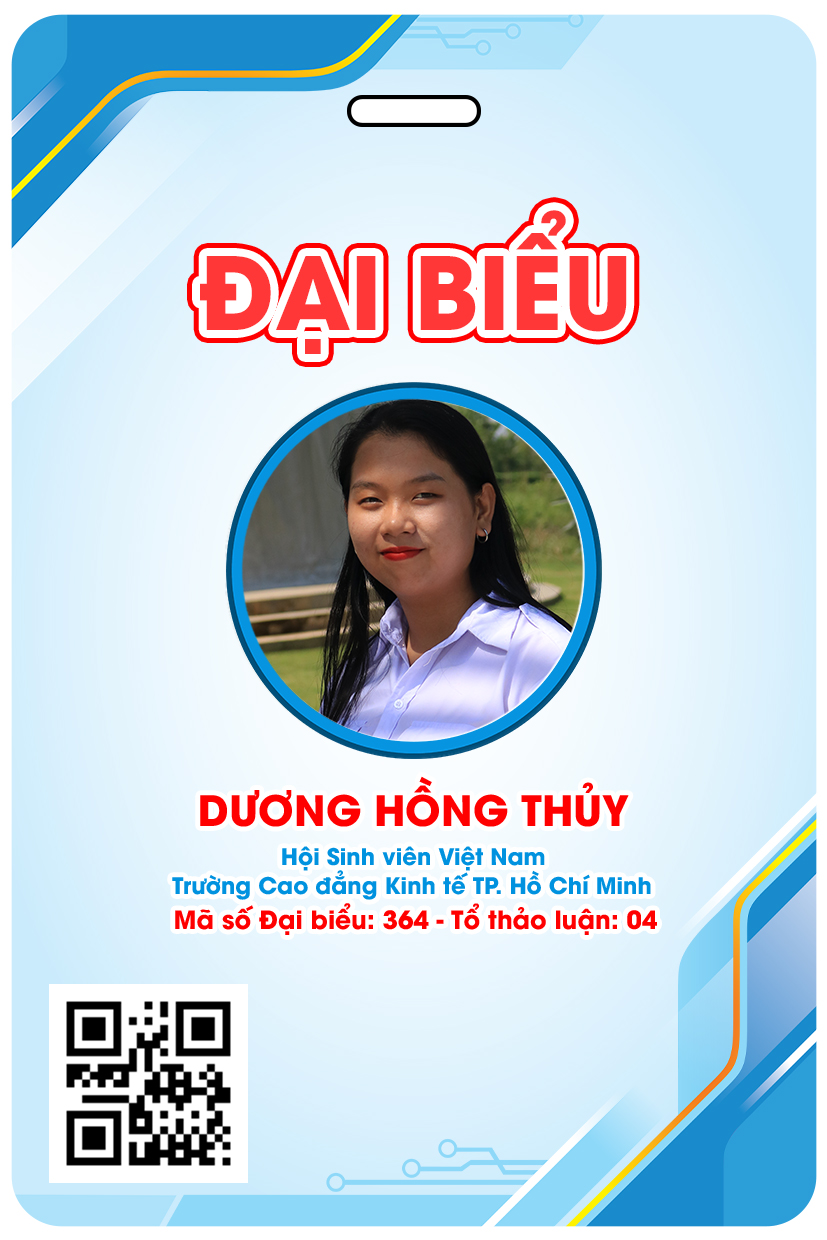 ĐẠI BIỂU
DƯƠNG HỒNG THỦY
Hội Sinh viên Việt Nam
Trường Cao đẳng Kinh tế TP. Hồ Chí Minh
Mã số Đại biểu: 364 - Tổ thảo luận: 04